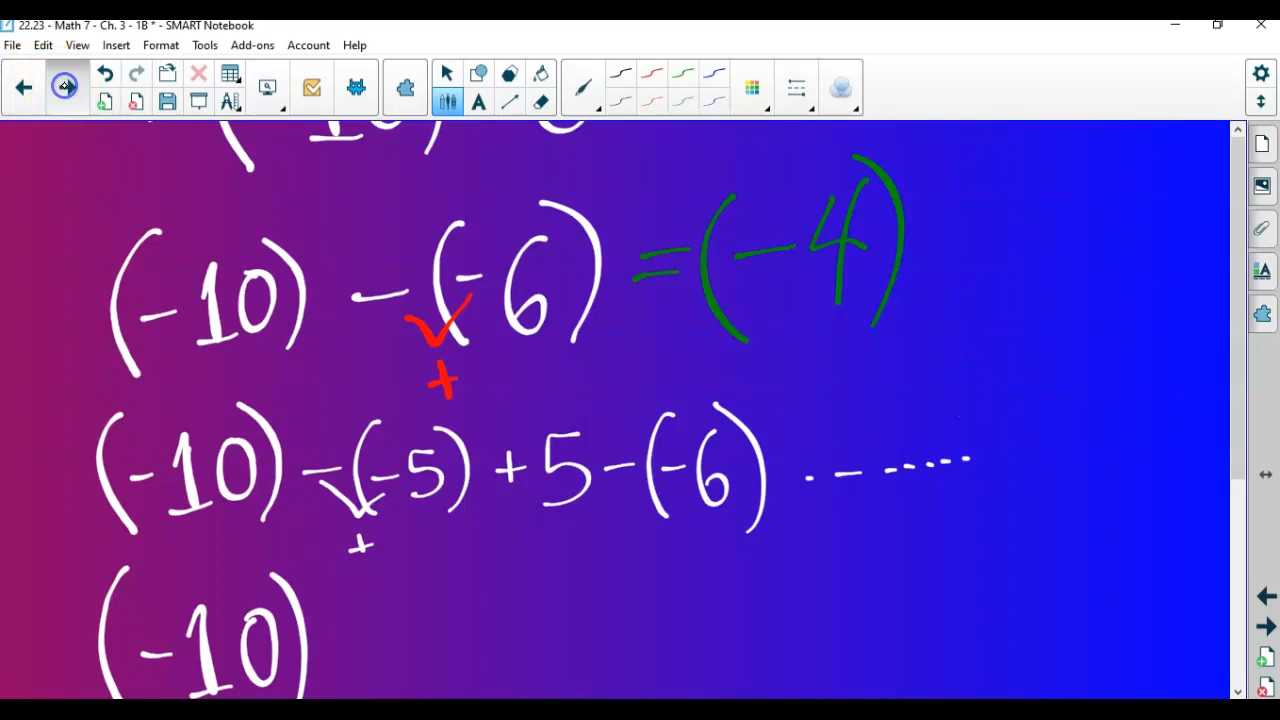 22.23 - Math 7 - Ch. 3 - 1B * - SMART Notebook
File Edit View Insert Format Tools Add-ons Account Help
(-10)
(-10) - (-6) = (-4)
+
(-10) - (-5) + 5 - (-6) . - - - - - -
+
(-10)